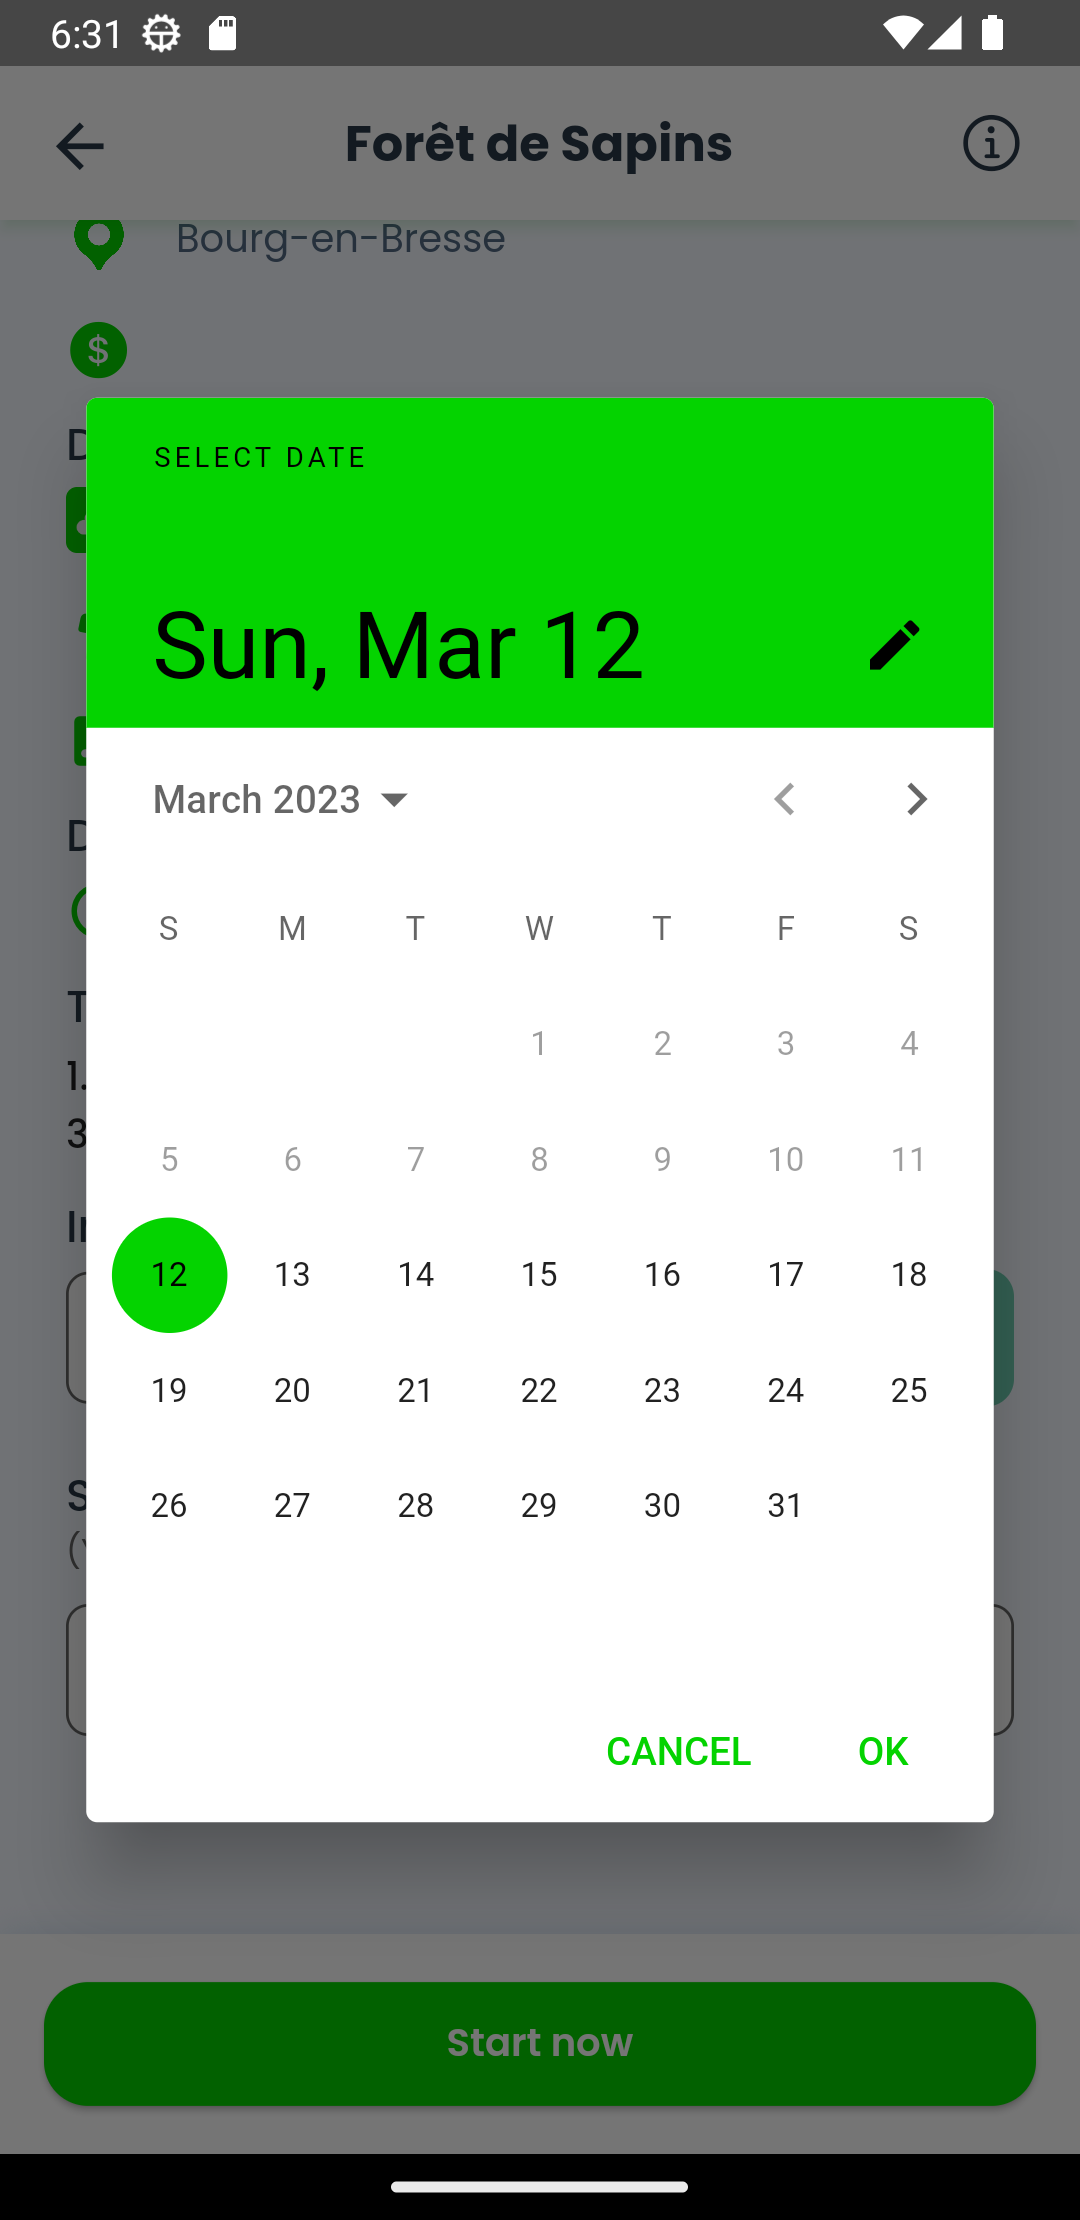 6:31
Forêt de Sapins
Bourg-en-Bresse
SELECT DATE
Sun, Mar 12
March 2023
S M T W T F S
1 2 3 4
5 6 7 8 9 10 11
12 13 14 15 16 17 18
19 20 21 22 23 24 25
26 27 28 29 30 31
CANCEL OK
Start now